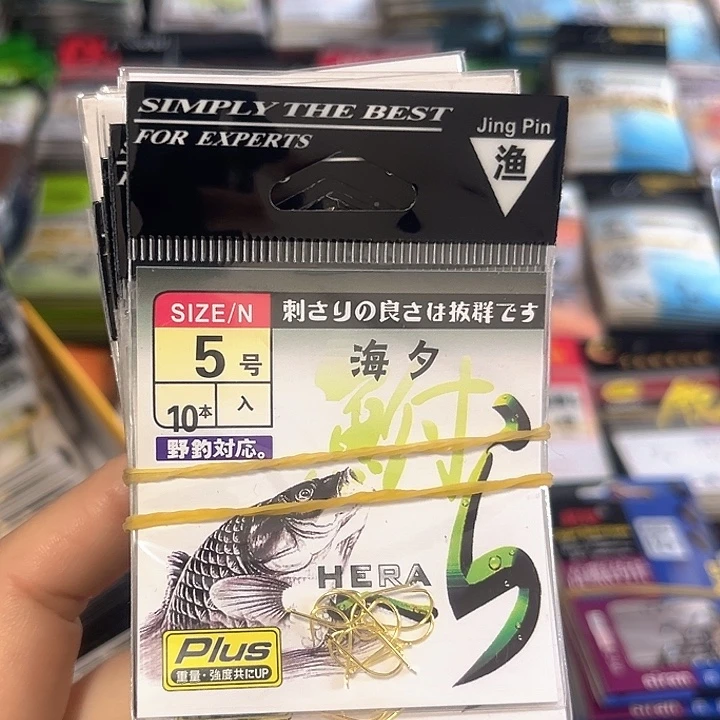 SIMPLY THE BEST
FOR EXPERTS
Jing Pin
渔
SIZE/N
5号
10本入
刺さりの良さは抜群です
海夕
野釣対応。
鮒
HERA
Plus
重量・強度共にUP